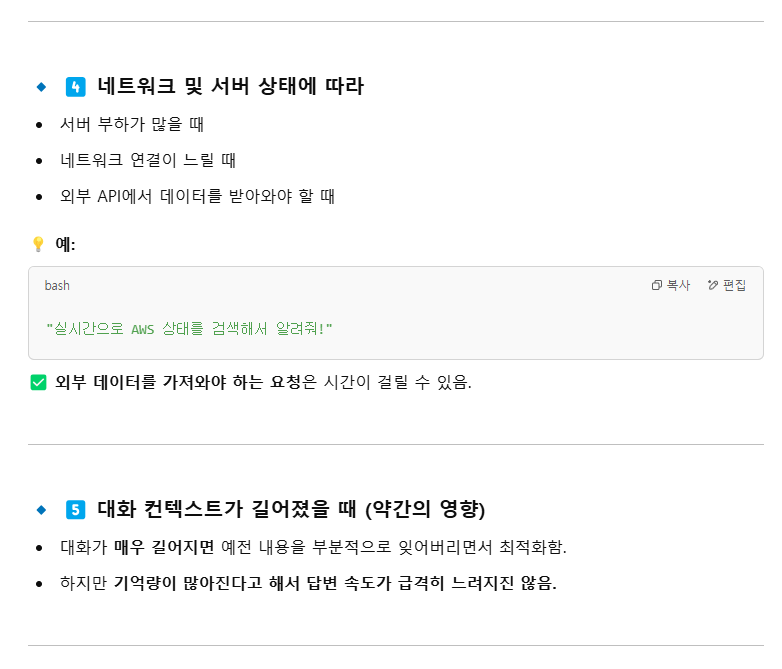 🔹 4️⃣ 네트워크 및 서버 상태에 따라
• 서버 부하가 많을 때
• 네트워크 연결이 느릴 때
• 외부 API에서 데이터를 받아와야 할 때
💡 예:
bash 복사 편집
"실시간으로 AWS 상태를 검색해서 알려줘!"
✅ 외부 데이터를 가져와야 하는 요청은 시간이 걸릴 수 있음.
🔹 5️⃣ 대화 컨텍스트가 길어졌을 때 (약간의 영향)
• 대화가 매우 길어지면 예전 내용을 부분적으로 잊어버리면서 최적화함.
• 하지만 기억량이 많아진다고 해서 답변 속도가 급격히 느려지진 않음.